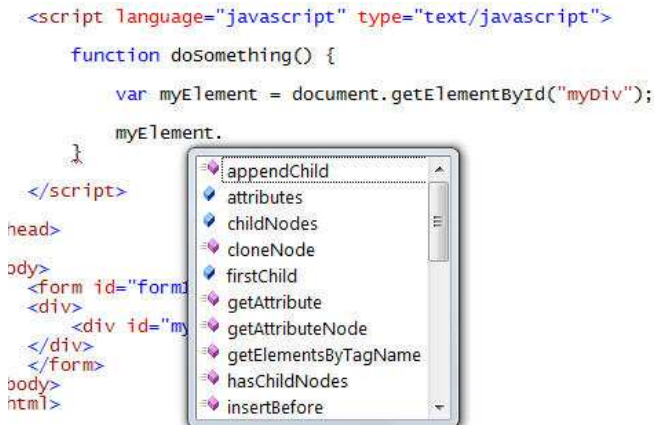 <script language="javascript" type="text/javascript">
function doSomething() {
var myElement = document.getElementById("myDiv");
myElement.
}
</script>
head>
ody>
<form id="form1
<div>
<div id="my
</div>
</form>
body>
html>
appendChild
attributes
childNodes
cloneNode
firstChild
getAttribute
getAttributeNode
getElementsByTagName
hasChildNodes
insertBefore